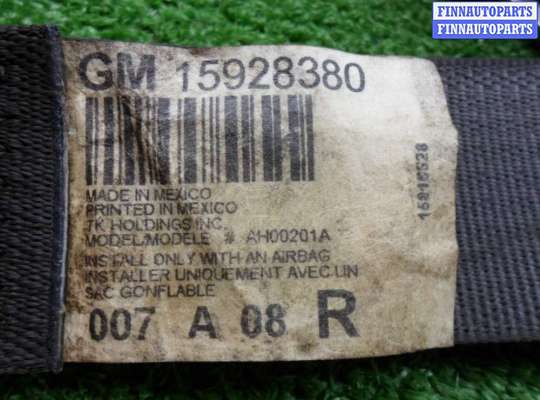 FINNAUTOPARTS
FINNAUTOPARTS
GM 15928380
MADE IN MEXICO
PRINTED IN MEXICO
TK HOLDINGS INC.
MODEL/MODELE # AH00201A
INSTALL ONLY WITH AN AIRBAG
INSTALLER UNIQUEMENT AVEC UN
SAC GONFLABLE
007 A 08 R